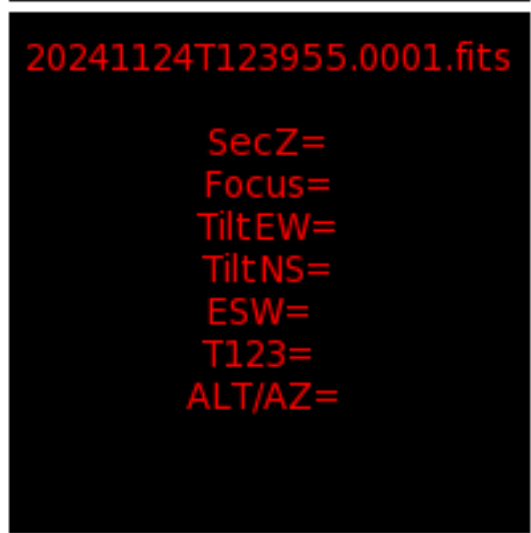 20241124T123955.0001.fits
SecZ=
Focus=
TiltEW=
TiltNS=
ESW=
T123=
ALT/AZ=